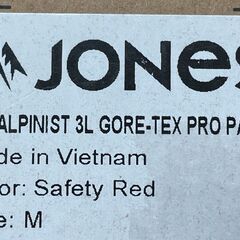 JONES
ALPINIST 3L GORE-TEX PRO PA
de in Vietnam
or: Safety Red
e: M